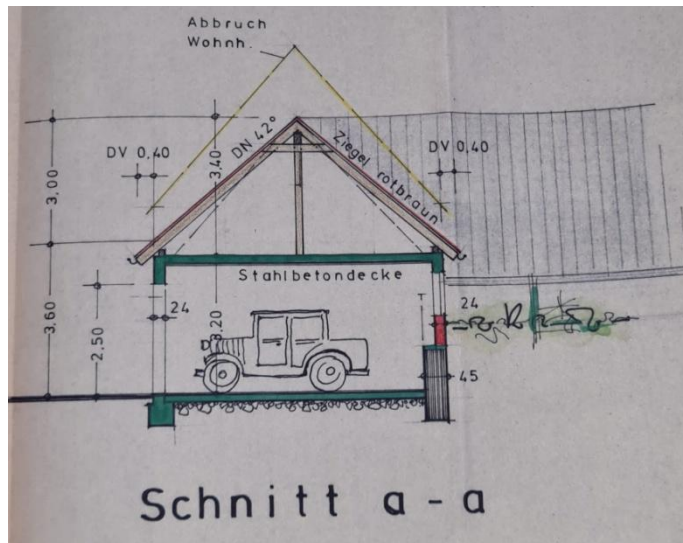 Abbruch
Wohnh.
DN 42°
Ziegel rotbraun
DV 0,40
DV 0,40
3,00
3,40
Stahlbetondecke
24
24
3,60
2,50
3,20
45
Schnitt a-a